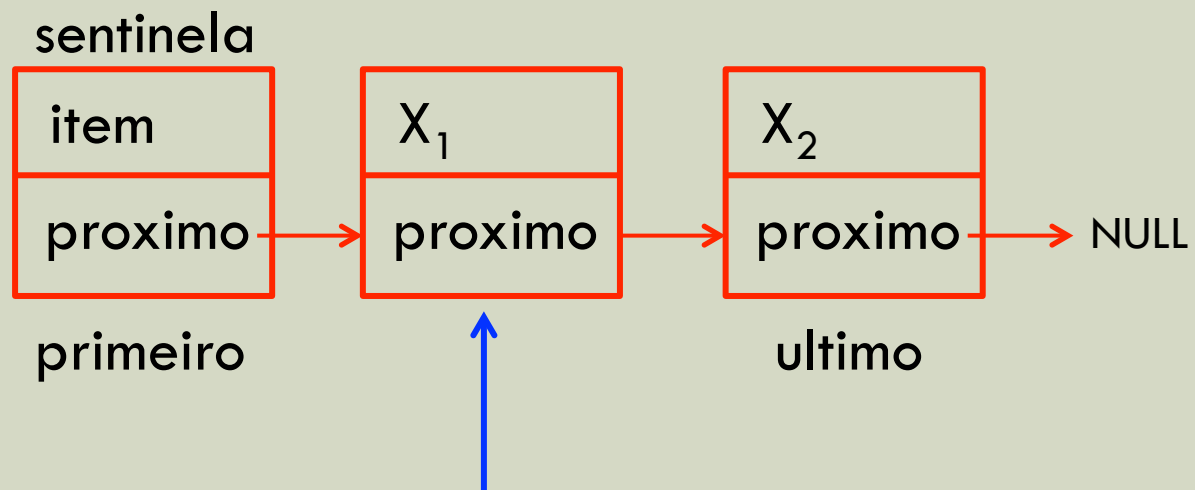 sentinela
item X₁ X₂
proximo proximo proximo NULL
primeiro ultimo